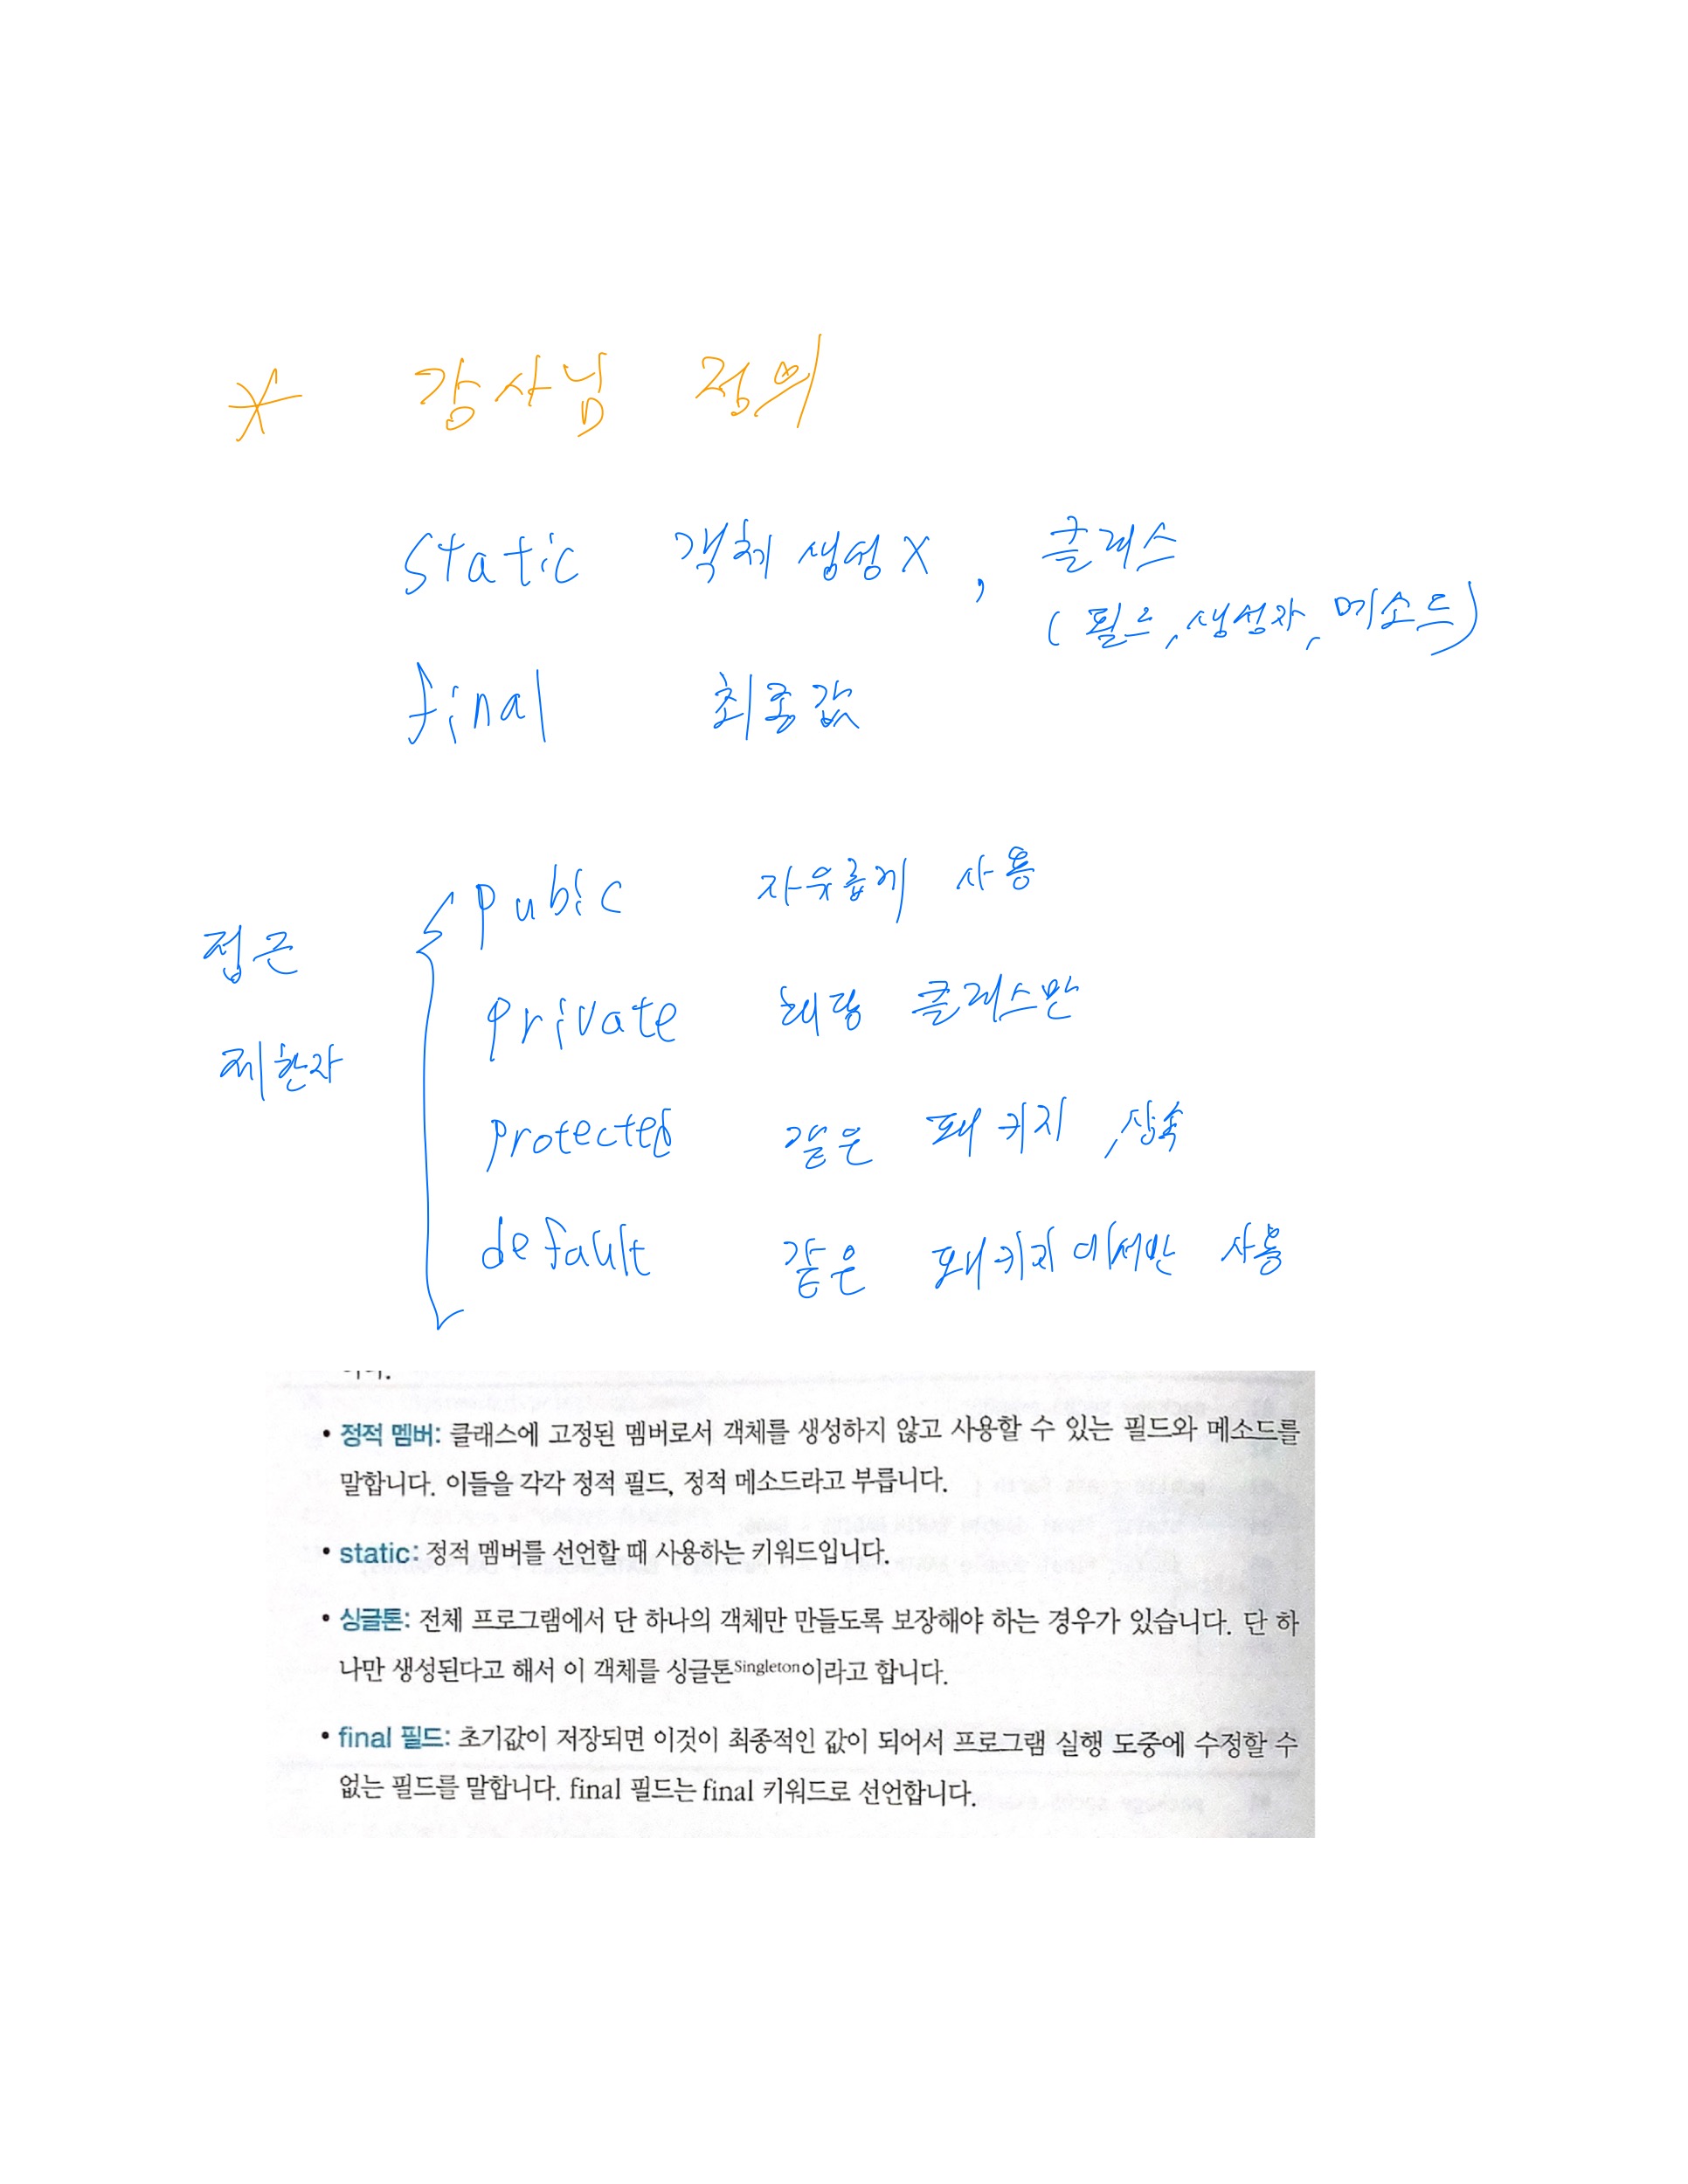 * 강사님 정의
static 객체 생성 X , 클래스
(필드, 생성자, 메소드)
final 최종값
접근
제한자
pubic 자유롭게 사용
private 해당 클래스만
protected 같은 패키지, 상속
default 같은 패키지에서만 사용
• 정적 멤버: 클래스에 고정된 멤버로서 객체를 생성하지 않고 사용할 수 있는 필드와 메소드를
말합니다. 이들을 각각 정적 필드, 정적 메소드라고 부릅니다.
• static: 정적 멤버를 선언할 때 사용하는 키워드입니다.
• 싱글톤: 전체 프로그램에서 단 하나의 객체만 만들도록 보장해야 하는 경우가 있습니다. 단 하
나만 생성된다고 해서 이 객체를 싱글톤Singleton이라고 합니다.
• final 필드: 초기값이 저장되면 이것이 최종적인 값이 되어서 프로그램 실행 도중에 수정할 수
없는 필드를 말합니다. final 필드는 final 키워드로 선언합니다.